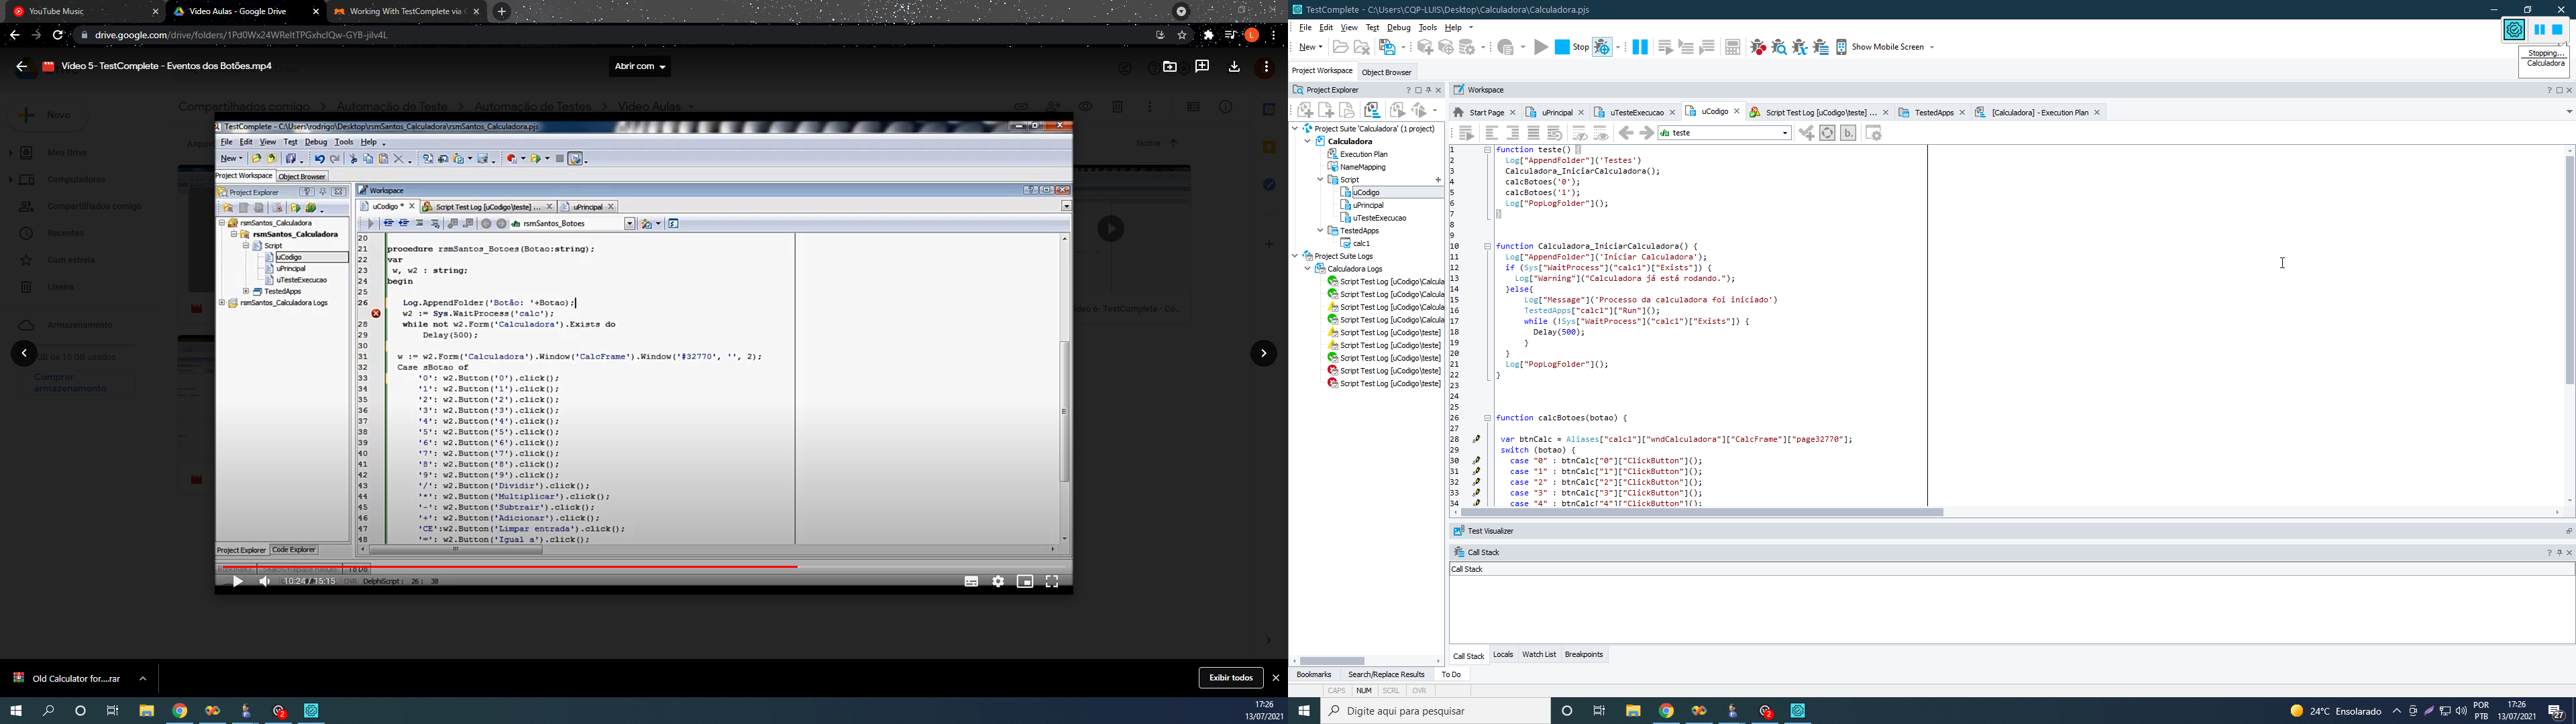 YouTube Music
Video Aulas - Google Drive
Working With TestComplete via
drive.google.com/drive/folders/1Pd0Wx24WReItTPGxhcIQw-GYB-jiIv4L
Vídeo 5- TestComplete - Eventos dos Botões.mp4
Abrir com
Novo
Compartilhados comigo > Automação de Teste > Automação de Testes > Video Aulas
Meu Drive
Computadores
Compartilhado comigo
Recentes
Com estrela
Lixeira
Armazenamento
GB de 15 GB usados
Comprar
armazenamento
Nome
TestComplete - C:\Users\rodrigo\Desktop\rsmSantos_Calculadora\rsmSantos_Calculadora.pjs
File Edit View Test Debug Tools Help
New
Project Workspace Object Browser
Project Explorer
Workspace
uCodigo * Script Test Log [uCodigo\teste] ... uPrincipal
rsmSantos_Botoes
rsmSantos_Calculadora
rsmSantos_Calculadora
Script
uCodigo
uPrincipal
uTesteExecucao
TestedApps
rsmSantos_Calculadora Logs
20
21 procedure rsmSantos_Botoes(Botao:string);
22 var
23 w, w2 : string;
24 begin
25
26 Log.AppendFolder('Botão: '+Botao);
w2 := Sys.WaitProcess('calc');
28 while not w2.Form('Calculadora').Exists do
29 Delay(500);
30
31 w := w2.Form('Calculadora').Window('CalcFrame').Window('#32770', '', 2);
32 Case sBotao of
33 '0': w2.Button('0').click();
34 '1': w2.Button('1').click();
35 '2': w2.Button('2').click();
36 '3': w2.Button('3').click();
37 '4': w2.Button('4').click();
38 '5': w2.Button('5').click();
39 '6': w2.Button('6').click();
40 '7': w2.Button('7').click();
41 '8': w2.Button('8').click();
42 '9': w2.Button('9').click();
43 '/': w2.Button('Dividir').click();
44 '*': w2.Button('Multiplicar').click();
45 '-': w2.Button('Subtrair').click();
46 '+': w2.Button('Adicionar').click();
47 'CE':w2.Button('Limpar entrada').click();
48 '=': w2.Button('Igual a').click();
Project Explorer Code Explorer
10:24 / 15:15
OVR DelphiScript : 26 : 38
Old Calculator for....rar
Exibir todos
17:26
13/07/2021
TestComplete - C:\Users\CQP-LUIS\Desktop\Calculadora\Calculadora.pjs
File Edit View Test Debug Tools Help
New
Stop
Show Mobile Screen
Stopping...
Calculadora
Project Workspace Object Browser
Project Explorer
Workspace
Start Page uPrincipal uTesteExecucao uCodigo Script Test Log [uCodigo\teste] ... TestedApps [Calculadora] - Execution Plan
teste
Project Suite 'Calculadora' (1 project)
Calculadora
Execution Plan
NameMapping
Script
uCodigo
uPrincipal
uTesteExecucao
TestedApps
calc1
Project Suite Logs
Calculadora Logs
Script Test Log [uCodigo\Calcula
Script Test Log [uCodigo\Calcula
Script Test Log [uCodigo\Calcula
Script Test Log [uCodigo\Calcula
Script Test Log [uCodigo\teste]
Script Test Log [uCodigo\teste]
Script Test Log [uCodigo\teste]
Script Test Log [uCodigo\teste]
Script Test Log [uCodigo\teste]
1 function teste() {
2 Log["AppendFolder"]('Testes')
3 Calculadora_IniciarCalculadora();
4 calcBotoes('0');
5 calcBotoes('1');
6 Log["PopLogFolder"]();
7 }
8
9
10 function Calculadora_IniciarCalculadora() {
11 Log["AppendFolder"]('Iniciar Calculadora');
12 if (Sys["WaitProcess"]("calc1")["Exists"]) {
13 Log["Warning"]("Calculadora já está rodando.");
14 }else{
15 Log["Message"]('Processo da calculadora foi iniciado')
16 TestedApps["calc1"]["Run"]();
17 while (!Sys["WaitProcess"]("calc1")["Exists"]) {
18 Delay(500);
19 }
20 }
21 Log["PopLogFolder"]();
22 }
23
24
25
26 function calcBotoes(botao) {
27
28 var btnCalc = Aliases["calc1"]["wndCalculadora"]["CalcFrame"]["page32770"];
29 switch (botao) {
30 case "0" : btnCalc["0"]["ClickButton"]();
31 case "1" : btnCalc["1"]["ClickButton"]();
32 case "2" : btnCalc["2"]["ClickButton"]();
33 case "3" : btnCalc["3"]["ClickButton"]();
34 case "4" : btnCalc["4"]["ClickButton"]();
Test Visualizer
Call Stack
Call Stack
Call Stack Locals Watch List Breakpoints
Bookmarks Search/Replace Results To Do
CAPS NUM SCRL OVR
Digite aqui para pesquisar
24°C Ensolarado
POR
PTB
17:26
13/07/2021
27